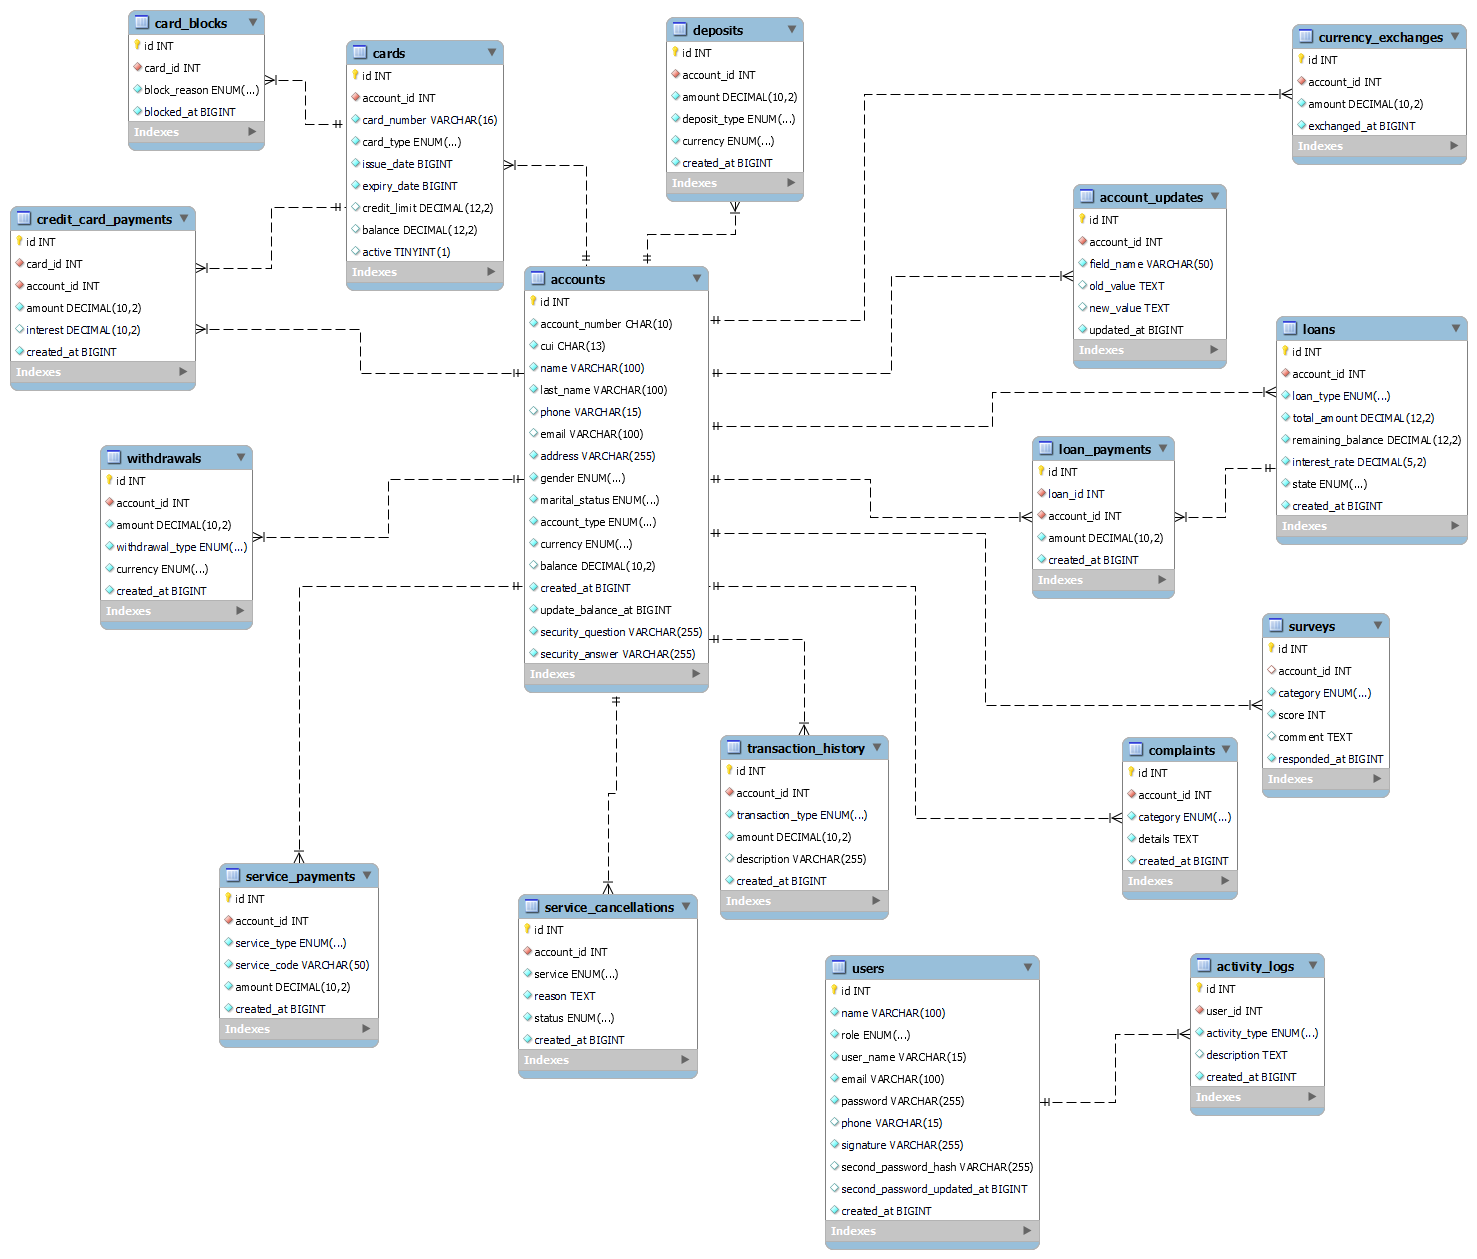 card_blocks
id INT
card_id INT
block_reason ENUM(...)
blocked_at BIGINT
Indexes
cards
id INT
account_id INT
card_number VARCHAR(16)
card_type ENUM(...)
issue_date BIGINT
expiry_date BIGINT
credit_limit DECIMAL(12,2)
balance DECIMAL(12,2)
active TINYINT(1)
Indexes
deposits
id INT
account_id INT
amount DECIMAL(10,2)
deposit_type ENUM(...)
currency ENUM(...)
created_at BIGINT
Indexes
currency_exchanges
id INT
account_id INT
amount DECIMAL(10,2)
exchanged_at BIGINT
Indexes
credit_card_payments
id INT
card_id INT
account_id INT
amount DECIMAL(10,2)
interest DECIMAL(10,2)
created_at BIGINT
Indexes
account_updates
id INT
account_id INT
field_name VARCHAR(50)
old_value TEXT
new_value TEXT
updated_at BIGINT
Indexes
accounts
id INT
account_number CHAR(10)
cui CHAR(13)
name VARCHAR(100)
last_name VARCHAR(100)
phone VARCHAR(15)
email VARCHAR(100)
address VARCHAR(255)
gender ENUM(...)
marital_status ENUM(...)
account_type ENUM(...)
currency ENUM(...)
balance DECIMAL(10,2)
created_at BIGINT
update_balance_at BIGINT
security_question VARCHAR(255)
security_answer VARCHAR(255)
Indexes
loans
id INT
account_id INT
loan_type ENUM(...)
total_amount DECIMAL(12,2)
remaining_balance DECIMAL(12,2)
interest_rate DECIMAL(5,2)
state ENUM(...)
created_at BIGINT
Indexes
loan_payments
id INT
loan_id INT
account_id INT
amount DECIMAL(10,2)
created_at BIGINT
Indexes
withdrawals
id INT
account_id INT
amount DECIMAL(10,2)
withdrawal_type ENUM(...)
currency ENUM(...)
created_at BIGINT
Indexes
surveys
id INT
account_id INT
category ENUM(...)
score INT
comment TEXT
responded_at BIGINT
Indexes
transaction_history
id INT
account_id INT
transaction_type ENUM(...)
amount DECIMAL(10,2)
description VARCHAR(255)
created_at BIGINT
Indexes
complaints
id INT
account_id INT
category ENUM(...)
details TEXT
created_at BIGINT
Indexes
service_payments
id INT
account_id INT
service_type ENUM(...)
service_code VARCHAR(50)
amount DECIMAL(10,2)
created_at BIGINT
Indexes
service_cancellations
id INT
account_id INT
service ENUM(...)
reason TEXT
status ENUM(...)
created_at BIGINT
Indexes
users
id INT
name VARCHAR(100)
role ENUM(...)
user_name VARCHAR(15)
email VARCHAR(100)
password VARCHAR(255)
phone VARCHAR(15)
signature VARCHAR(255)
second_password_hash VARCHAR(255)
second_password_updated_at BIGINT
created_at BIGINT
Indexes
activity_logs
id INT
user_id INT
activity_type ENUM(...)
description TEXT
created_at BIGINT
Indexes